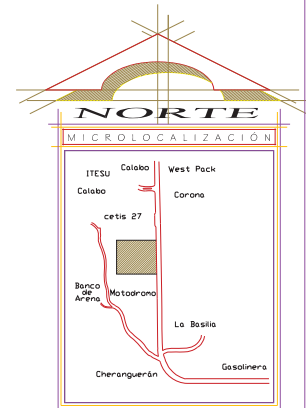 NORTE
MICROLOCALIZACIÓN
Calabo
West Pack
ITESU
Calabo
Corona
cetis 27
Banco
de
Arena
Motodromo
La Basilia
Gasolinera
Cheranguerán